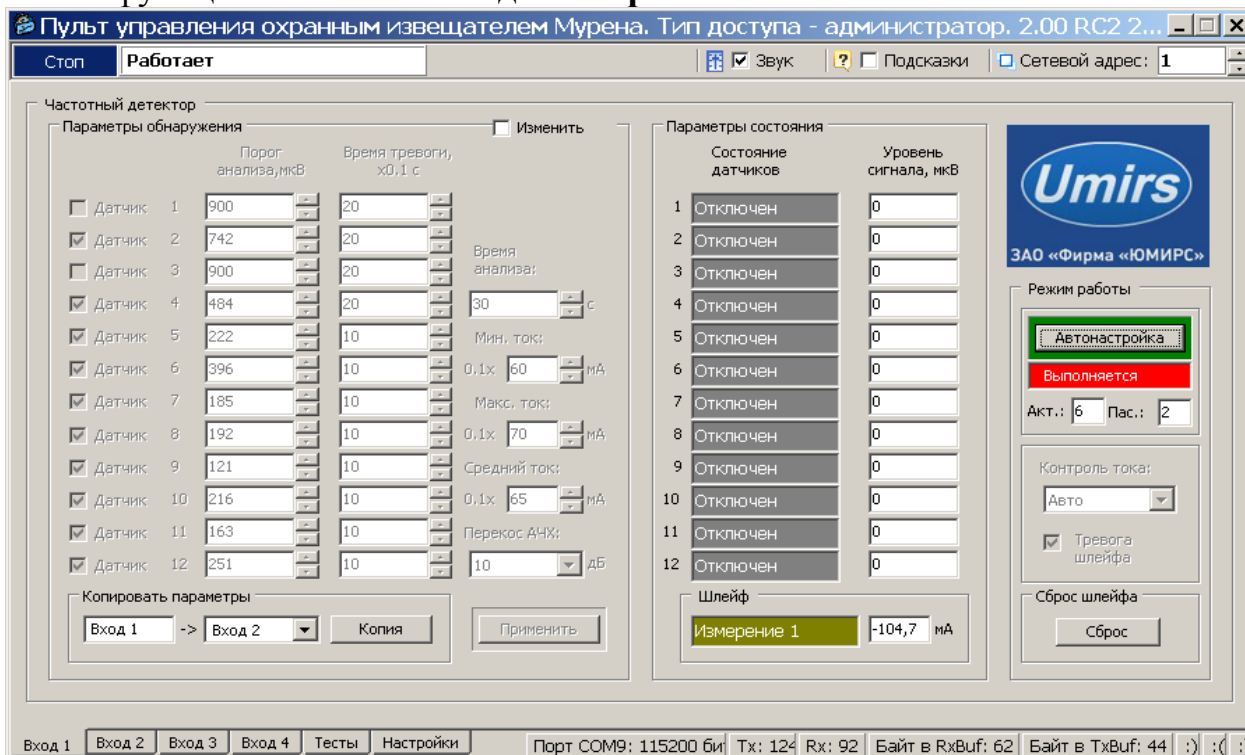 Пульт управления охранным извещателем Мурена. Тип доступа - администратор. 2.00 RC2 2...
Стоп Работает Звук Подсказки Сетевой адрес: 1
Частотный детектор
Параметры обнаружения Изменить
Порог анализа,мкВ Время тревоги, x0,1 с
Датчик 1 900 20
Датчик 2 742 20
Датчик 3 900 20
Датчик 4 484 20
Датчик 5 222 10
Датчик 6 396 10
Датчик 7 185 10
Датчик 8 192 10
Датчик 9 121 10
Датчик 10 216 10
Датчик 11 163 10
Датчик 12 251 10
Время анализа:
30 с
Мин. ток:
0.1x 60 мА
Макс. ток:
0.1x 70 мА
Средний ток:
0.1x 65 мА
Перекос АЧХ:
10 дБ
Копировать параметры
Вход 1 -> Вход 2 Копия
Применить
Параметры состояния
Состояние датчиков Уровень сигнала, мкВ
1 Отключен 0
2 Отключен 0
3 Отключен 0
4 Отключен 0
5 Отключен 0
6 Отключен 0
7 Отключен 0
8 Отключен 0
9 Отключен 0
10 Отключен 0
11 Отключен 0
12 Отключен 0
Шлейф
Измерение 1 -104,7 мА
Umirs
ЗАО «Фирма «ЮМИРС»
Режим работы
Автонастройка
Выполняется
Акт.: 6 Пас.: 2
Контроль тока:
Авто
Тревога шлейфа
Сброс шлейфа
Сброс
Вход 1 Вход 2 Вход 3 Вход 4 Тесты Настройки Порт COM9: 115200 би Tx: 124 Rx: 92 Байт в RxBuf: 62 Байт в TxBuf: 44 :) :(